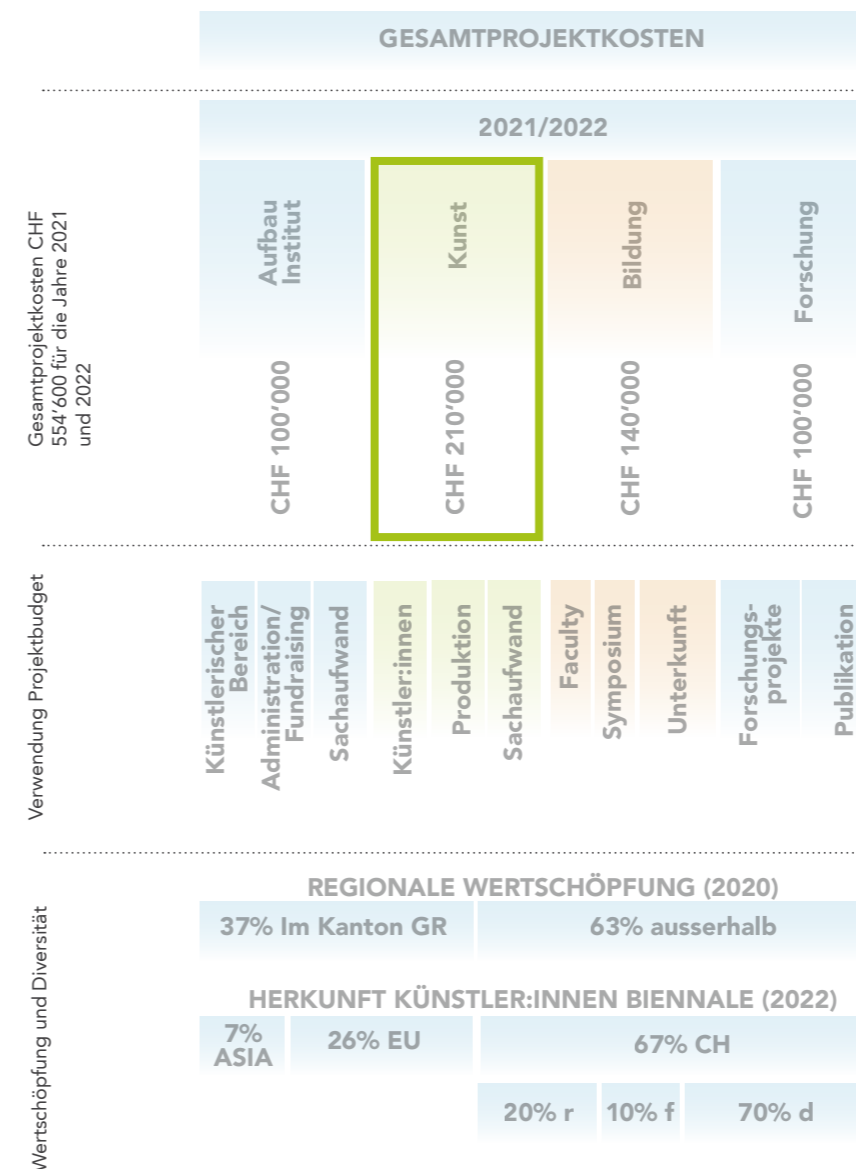 GESAMTPROJEKTKOSTEN
2021/2022
Gesamtprojektkosten CHF
554’600 für die Jahre 2021
und 2022
Aufbau
Institut
Kunst
Bildung
Forschung
CHF 100’000
CHF 210’000
CHF 140’000
CHF 100’000
Verwendung Projektbudget
Künstlerischer
Bereich
Administration/
Fundraising
Sachaufwand
Künstler:innen
Produktion
Sachaufwand
Faculty
Symposium
Unterkunft
Forschungs-
projekte
Publikation
Wertschöpfung und Diversität
REGIONALE WERTSCHÖPFUNG (2020)
37% Im Kanton GR
63% ausserhalb
HERKUNFT KÜNSTLER:INNEN BIENNALE (2022)
7%
ASIA
26% EU
67% CH
20% r
10% f
70% d